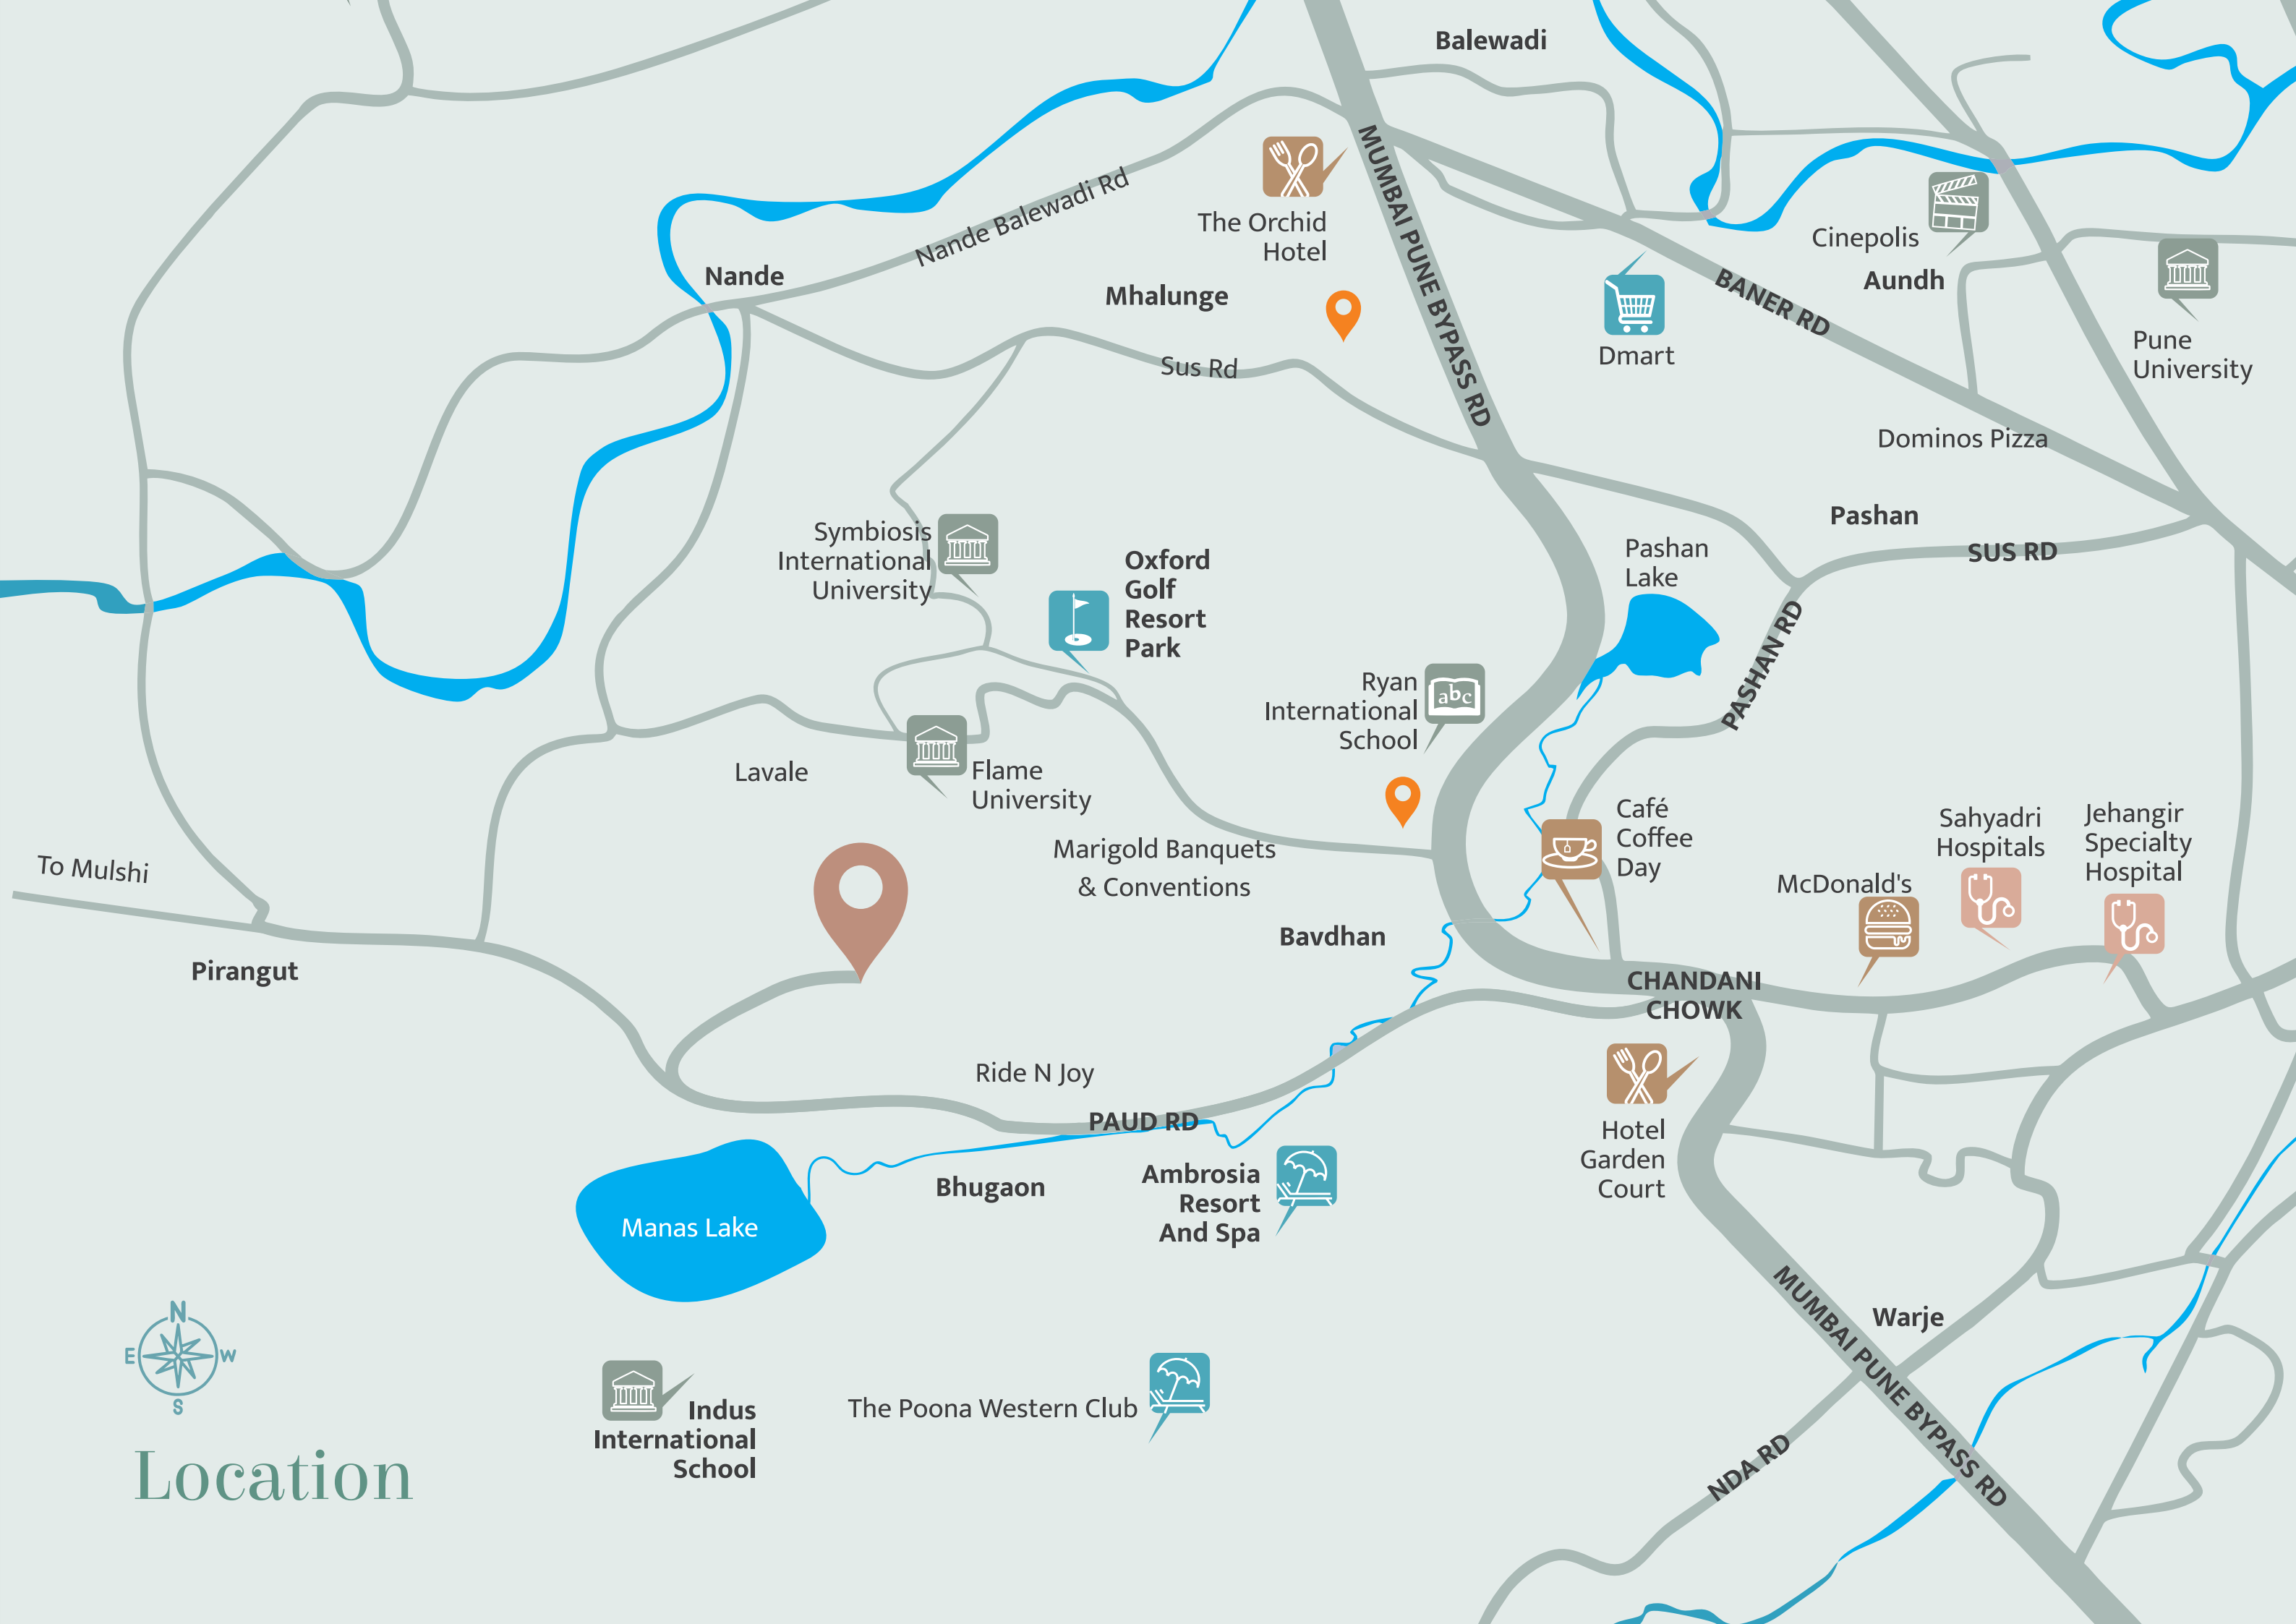 Balewadi
MUMBAI PUNE BYPASS RD
The Orchid
Hotel
Nande Balewadi Rd
Nande
Mhalunge
Sus Rd
Cinepolis
Aundh
BANER RD
Dmart
Pune
University
Dominos Pizza
Pashan
SUS RD
Pashan
Lake
PASHAN RD
Symbiosis
International
University
Oxford
Golf
Resort
Park
Ryan
International
School
abc
Lavale
Flame
University
Marigold Banquets
& Conventions
Café
Coffee
Day
Sahyadri
Hospitals
Jehangir
Specialty
Hospital
McDonald's
To Mulshi
Pirangut
Bavdhan
CHANDANI
CHOWK
Ride N Joy
PAUD RD
Hotel
Garden
Court
Bhugaon
Ambrosia
Resort
And Spa
Manas Lake
MUMBAI PUNE BYPASS RD
Warje
NDA RD
The Poona Western Club
Indus
International
School
N
E
W
S
Location